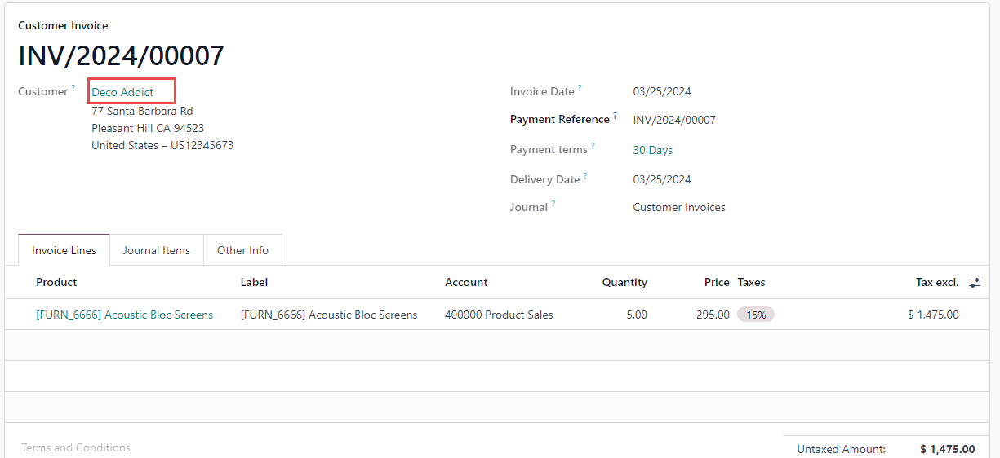 Customer Invoice
INV/2024/00007
Customer ? Deco Addict
77 Santa Barbara Rd
Pleasant Hill CA 94523
United States – US12345673
Invoice Date ? 03/25/2024
Payment Reference ? INV/2024/00007
Payment terms ? 30 Days
Delivery Date ? 03/25/2024
Journal ? Customer Invoices
Invoice Lines Journal Items Other Info
Product Label Account Quantity Price Taxes Tax excl.
[FURN_6666] Acoustic Bloc Screens [FURN_6666] Acoustic Bloc Screens 400000 Product Sales 5.00 295.00 15% $ 1,475.00
Terms and Conditions
Untaxed Amount: $ 1,475.00